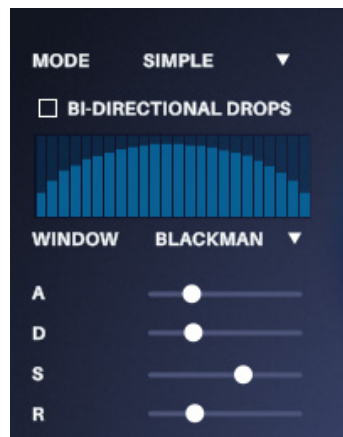 MODE SIMPLE ▼
BI-DIRECTIONAL DROPS
WINDOW BLACKMAN ▼
A
D
S
R